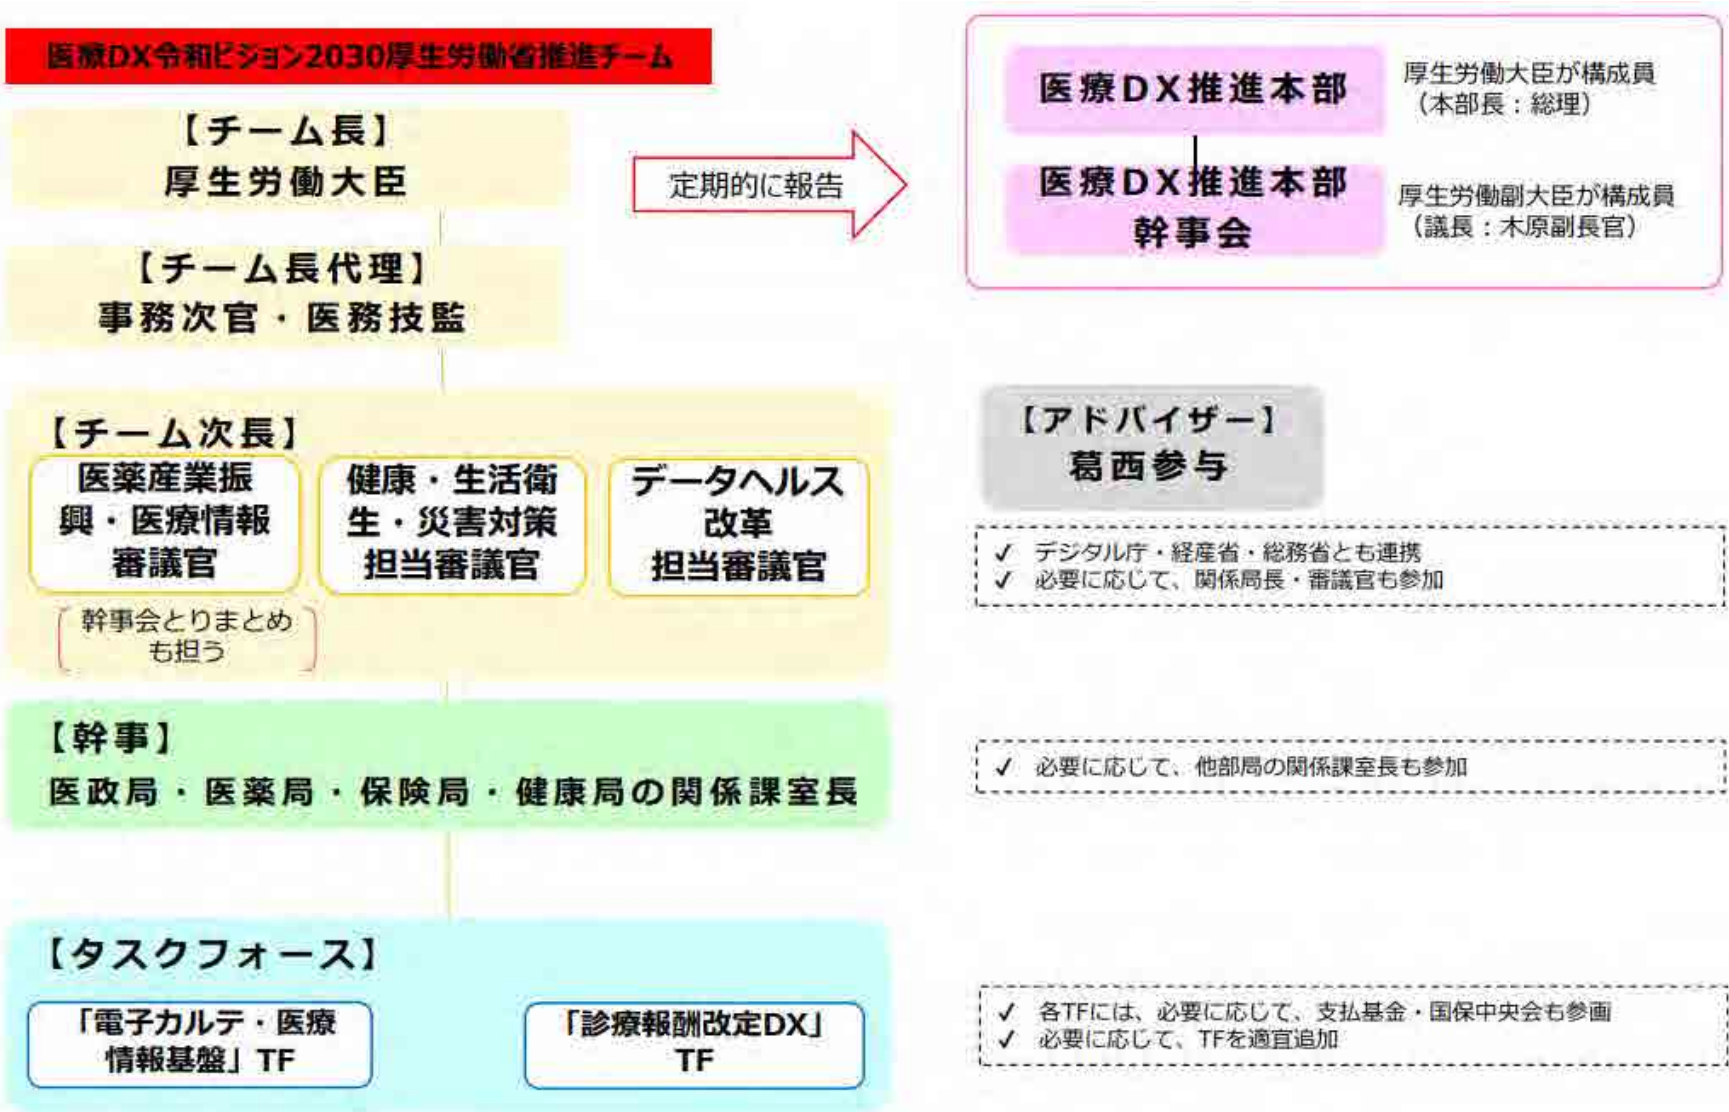 医療DX令和ビジョン2030厚生労働省推進チーム
【チーム長】
厚生労働大臣
【チーム長代理】
事務次官・医務技監
定期的に報告
医療DX推進本部
厚生労働大臣が構成員
（本部長：総理）
医療DX推進本部
幹事会
厚生労働副大臣が構成員
（議長：木原副長官）
【チーム次長】
医薬産業振
興・医療情報
審議官
健康・生活衛
生・災害対策
担当審議官
データヘルス
改革
担当審議官
幹事会とりまとめ
も担う
【アドバイザー】
葛西参与
✓ デジタル庁・経産省・総務省とも連携
✓ 必要に応じて、関係局長・審議官も参加
【幹事】
医政局・医薬局・保険局・健康局の関係課室長
✓ 必要に応じて、他部局の関係課室長も参加
【タスクフォース】
「電子カルテ・医療
情報基盤」TF
「診療報酬改定DX」
TF
✓ 各TFには、必要に応じて、支払基金・国保中央会も参画
✓ 必要に応じて、TFを適宜追加